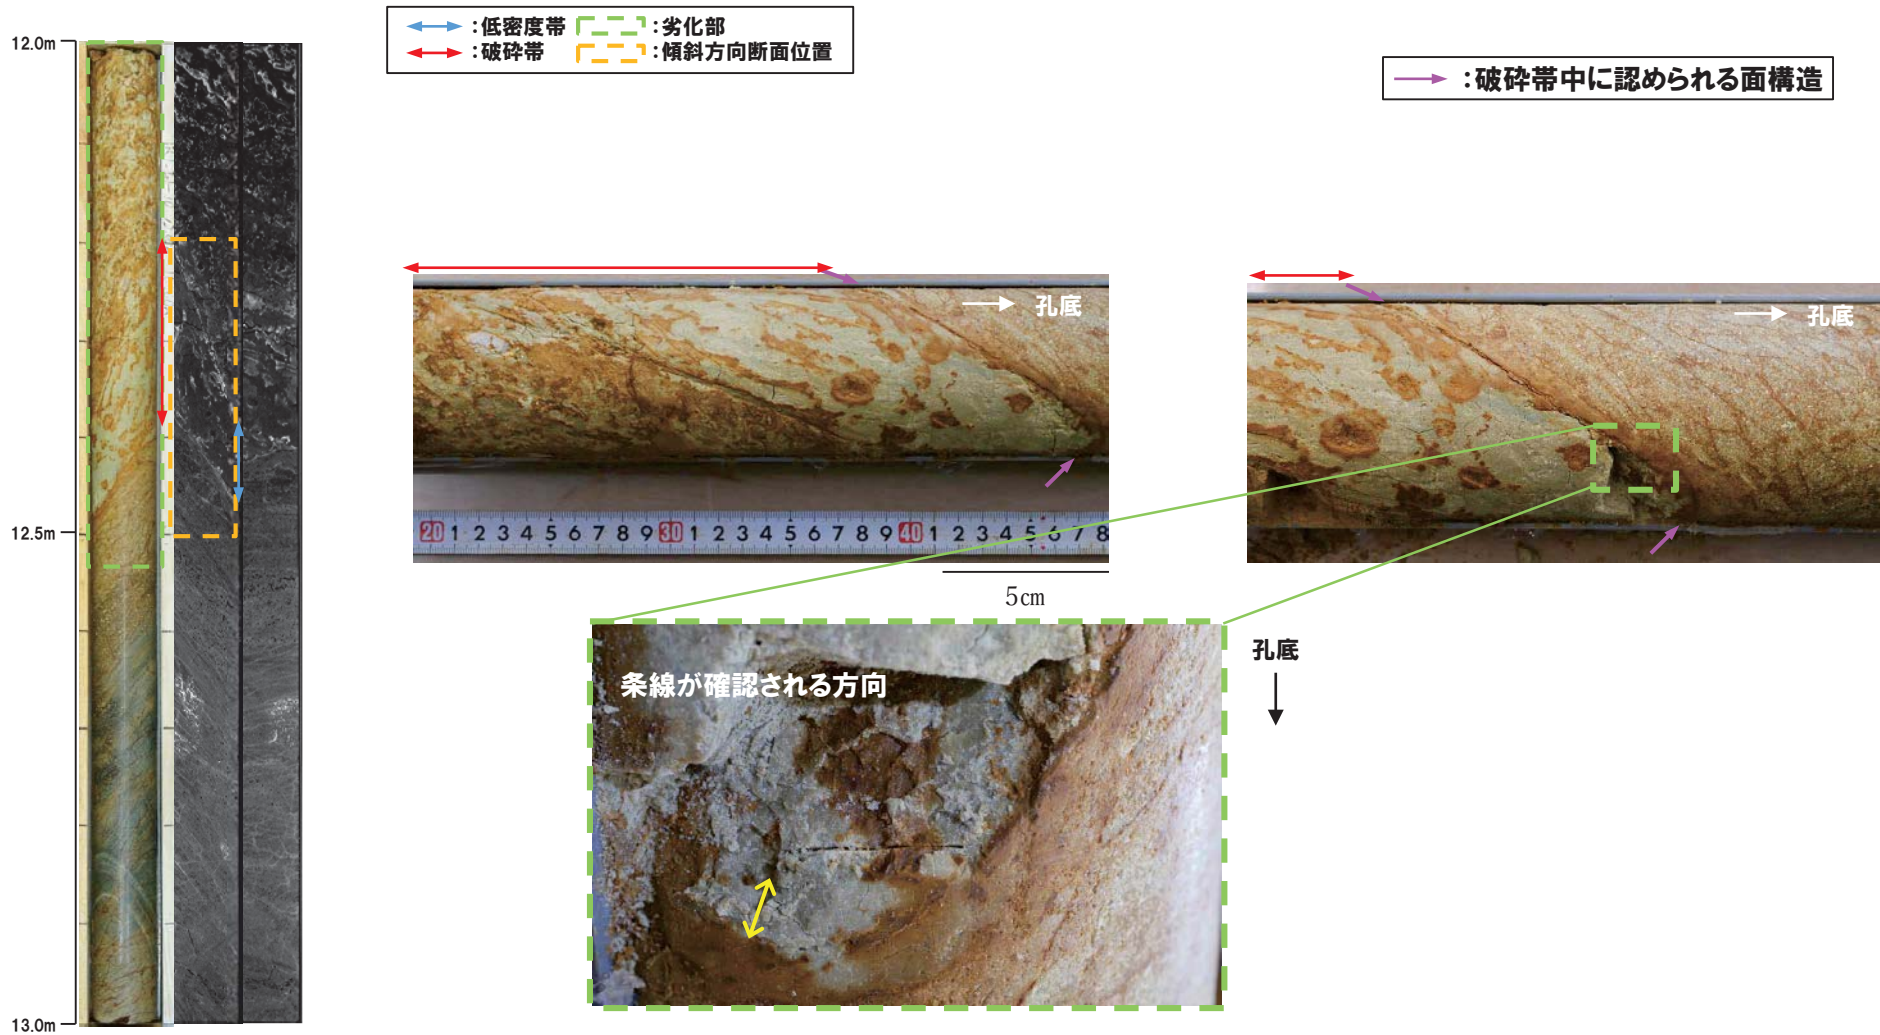 :低密度帯 :劣化部
:破砕帯 :傾斜方向断面位置
:破砕帯中に認められる面構造
12.0m
12.5m
13.0m
孔底
孔底
20 1 2 3 4 5 6 7 8 9 30 1 2 3 4 5 6 7 8 9 40 1 2 3 4 5 6 7 8
5cm
孔底
条線が確認される方向